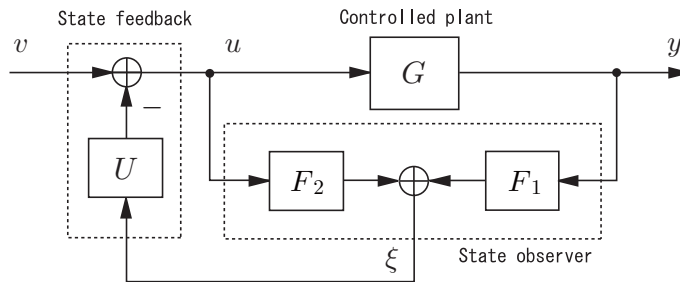 State feedback
Controlled plant
v
u
y
G
−
U
F₂
F₁
ξ
State observer